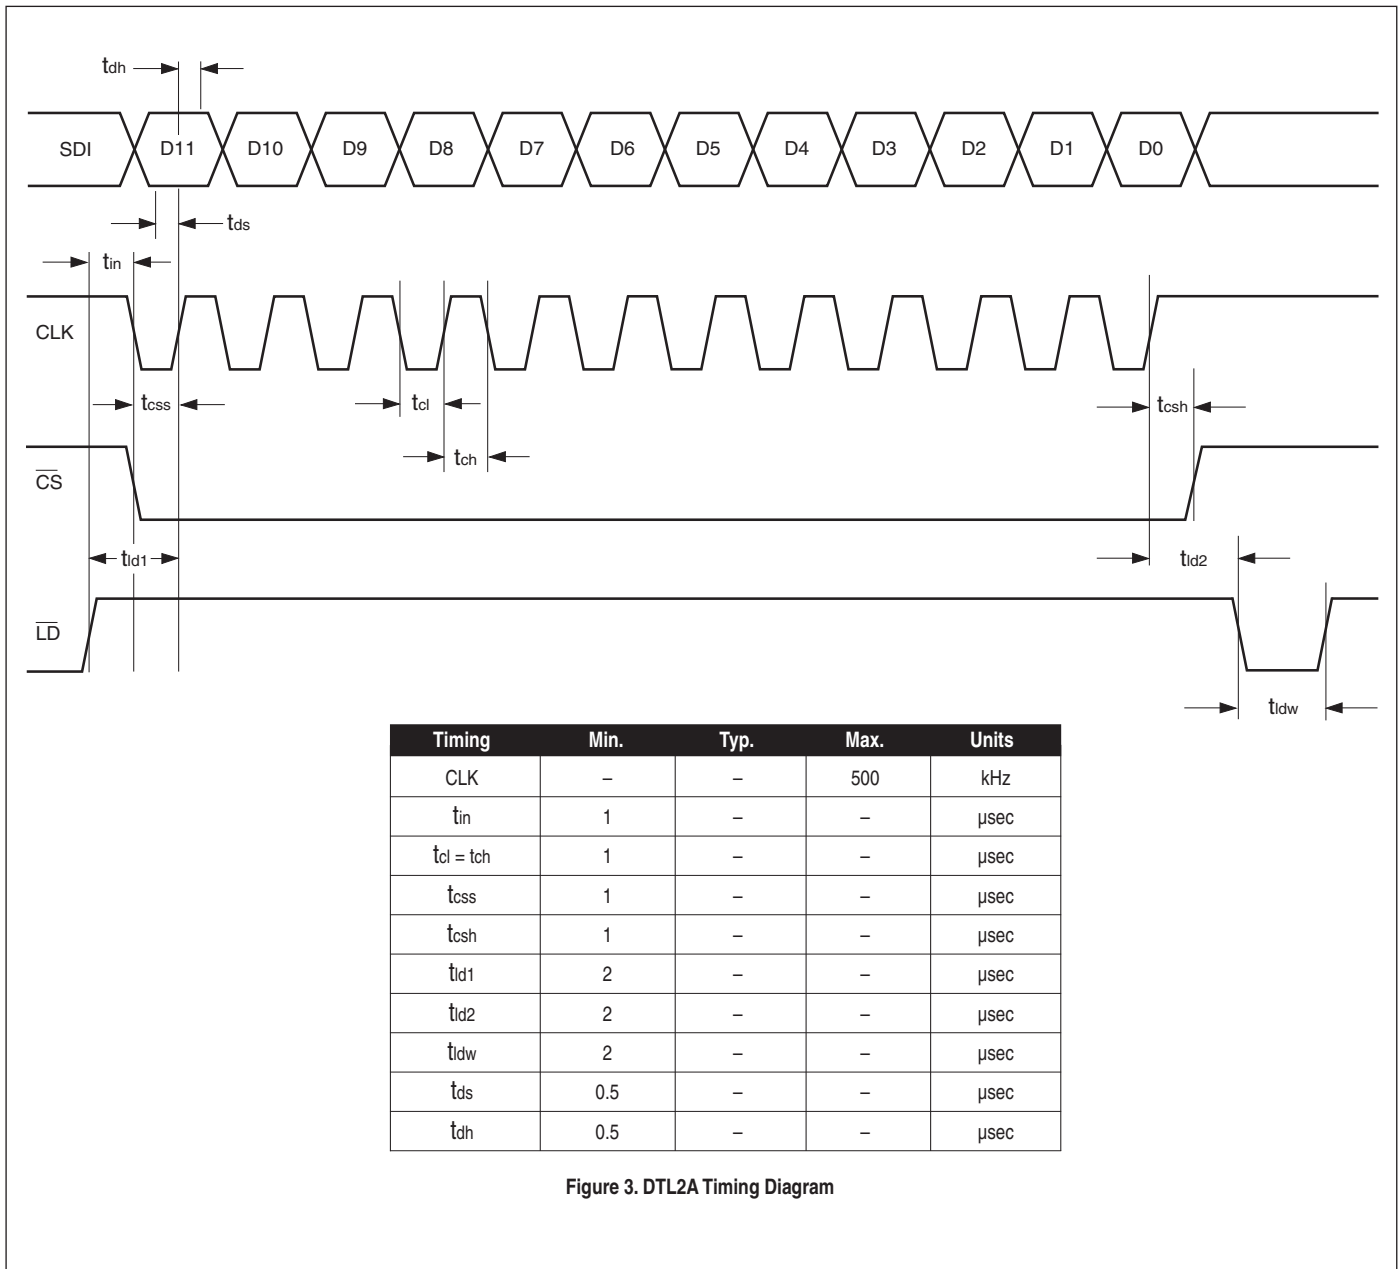 tdh
SDI D11 D10 D9 D8 D7 D6 D5 D4 D3 D2 D1 D0
tds
tin
CLK
tcss tcl tcsh
tch
CS
tld1 tld2
LD
tldw
Timing Min. Typ. Max. Units
CLK – – 500 kHz
tin 1 – – µsec
tcl = tch 1 – – µsec
tcss 1 – – µsec
tcsh 1 – – µsec
tld1 2 – – µsec
tld2 2 – – µsec
tldw 2 – – µsec
tds 0.5 – – µsec
tdh 0.5 – – µsec
Figure 3. DTL2A Timing Diagram